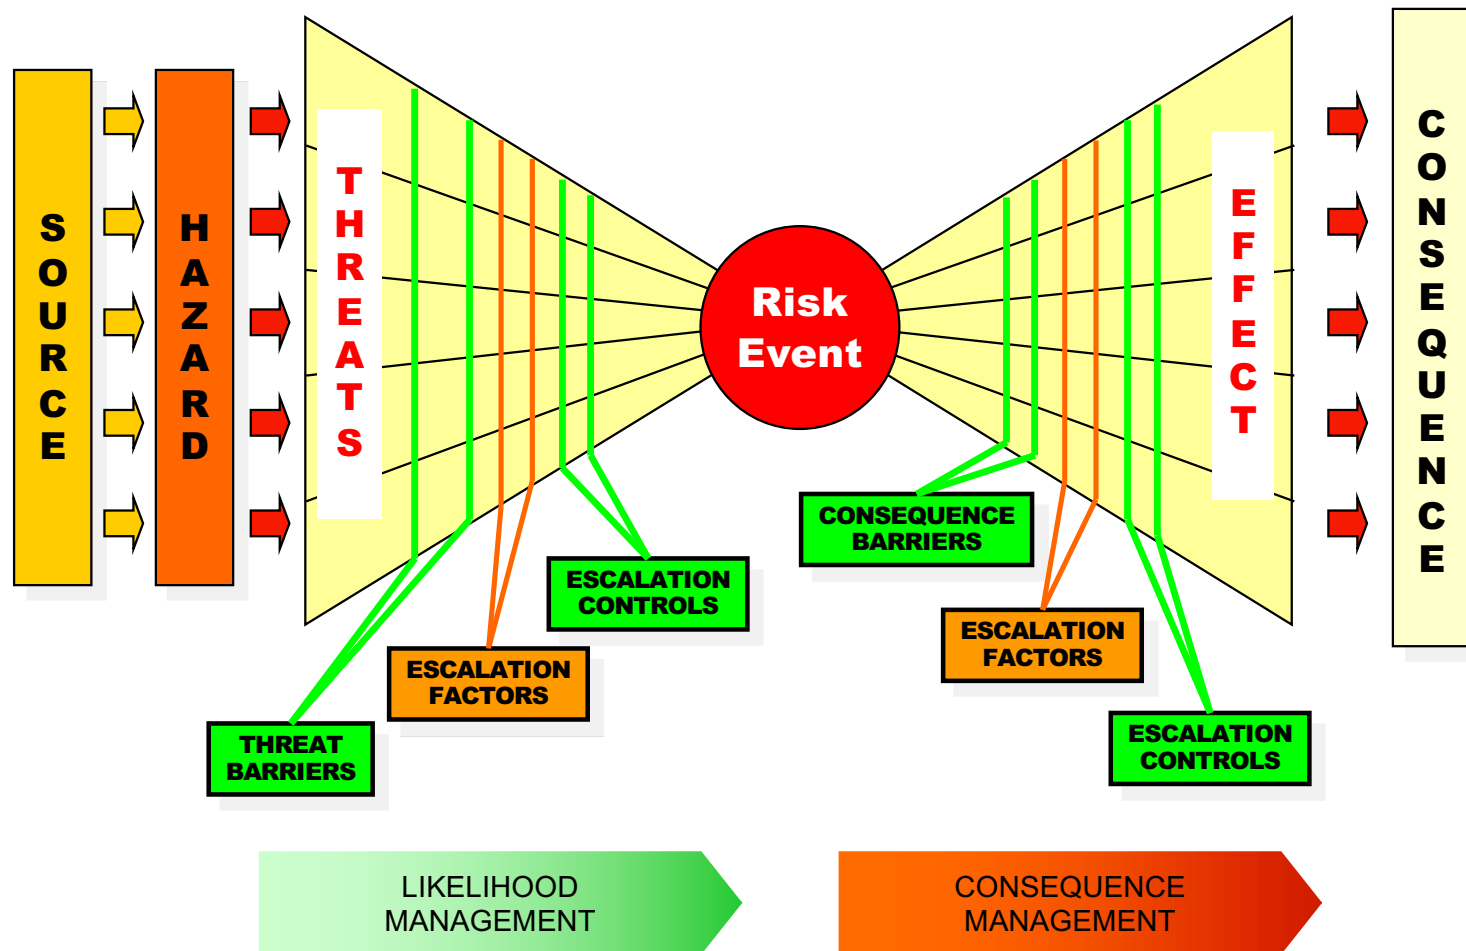 SOURCE
HAZARD
THREATS
Risk
Event
EFFECT
CONSEQUENCE
CONSEQUENCE
BARRIERS
ESCALATION
CONTROLS
ESCALATION
FACTORS
ESCALATION
FACTORS
THREAT
BARRIERS
ESCALATION
CONTROLS
LIKELIHOOD
MANAGEMENT
CONSEQUENCE
MANAGEMENT